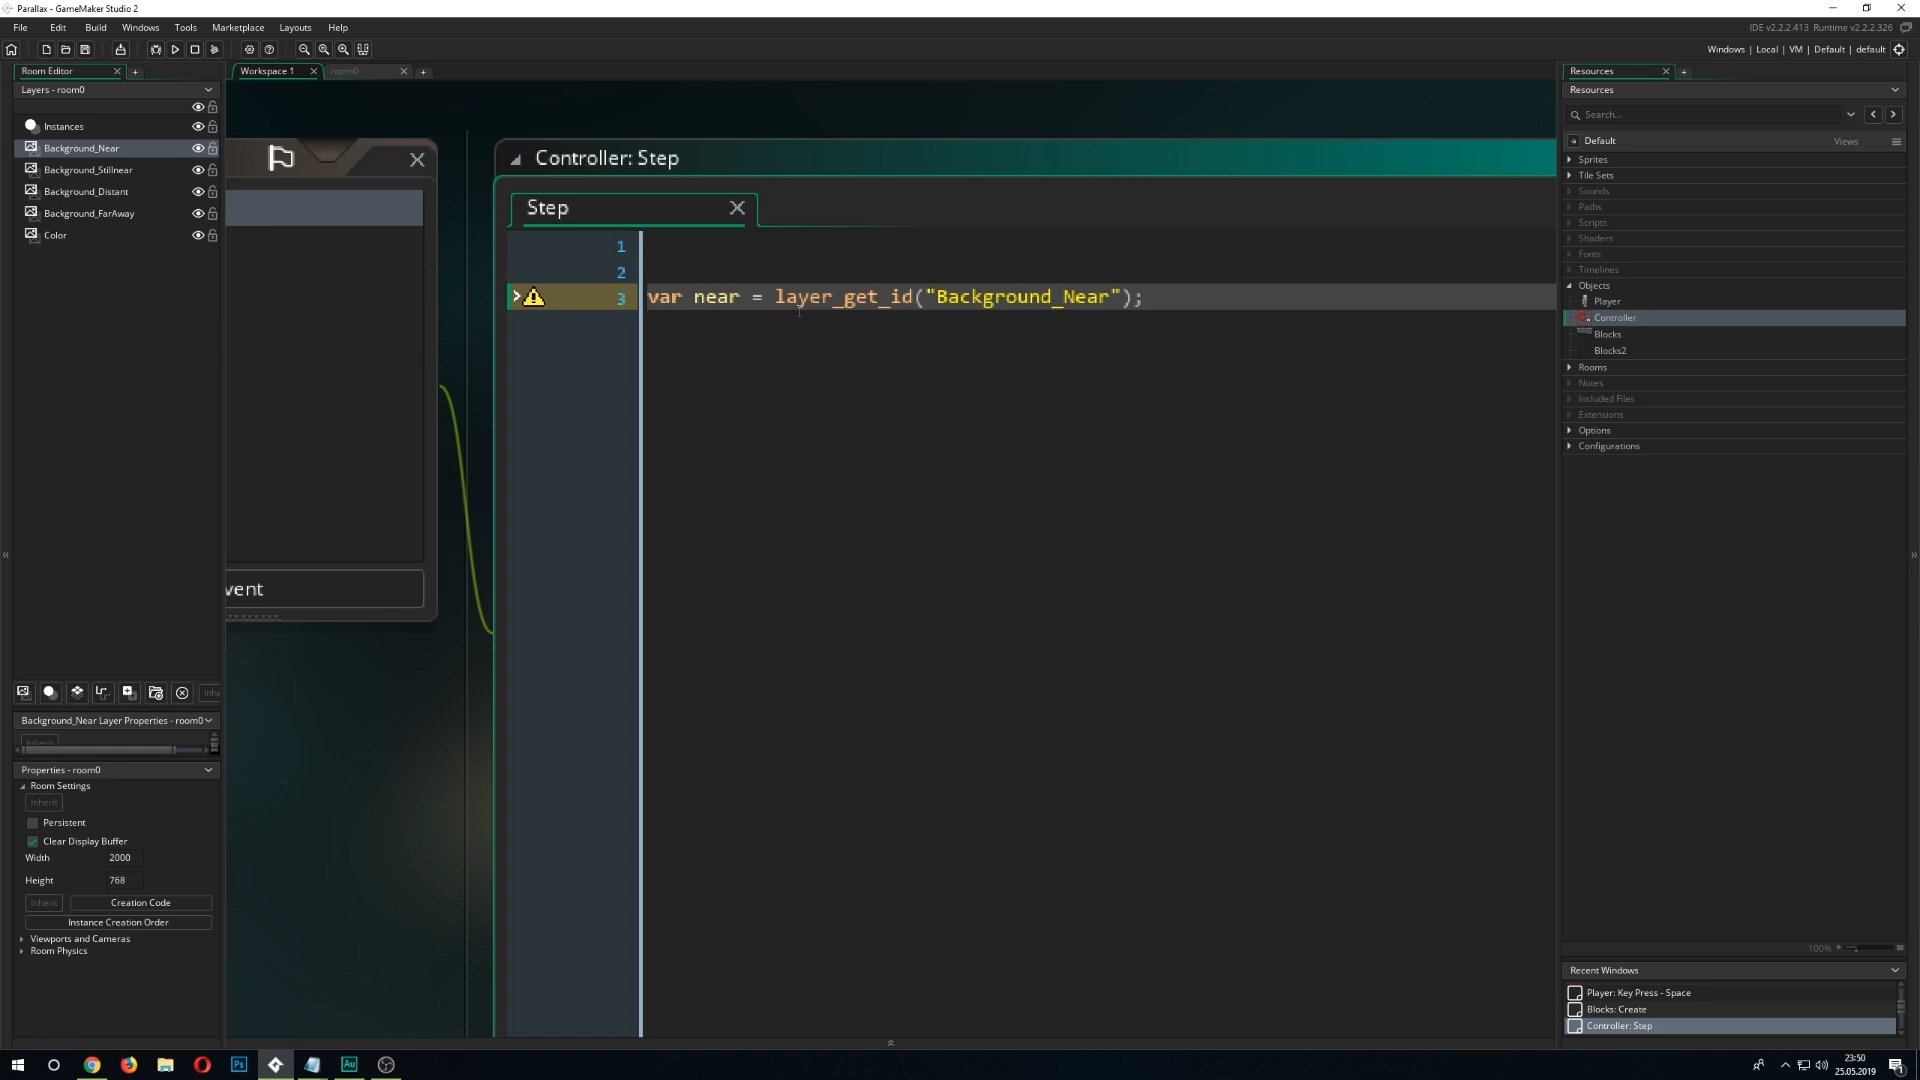 Parallax - GameMaker Studio 2
File Edit Build Windows Tools Marketplace Layouts Help
IDE v2.2.2.413 Runtime v2.2.2.326
Windows | Local | VM | Default | default
Room Editor
Workspace 1
room0
Resources
Layers - room0
Resources
Search...
Instances
Background_Near
Background_Stillnear
Background_Distant
Background_FarAway
Color
Default
Views
Sprites
Tile Sets
Sounds
Paths
Scripts
Shaders
Fonts
Timelines
Objects
Player
Controller
Blocks
Blocks2
Rooms
Notes
Included Files
Extensions
Options
Configurations
Controller: Step
Step
1
2
3 var near = layer_get_id("Background_Near");
vent
Inhe
Background_Near Layer Properties - room0
Inherit
Properties - room0
Room Settings
Inherit
Persistent
Clear Display Buffer
Width 2000
Height 768
Inherit Creation Code
Instance Creation Order
Viewports and Cameras
Room Physics
100%
Recent Windows
Player: Key Press - Space
Blocks: Create
Controller: Step
Ps
Au
23:50
25.05.2019
1